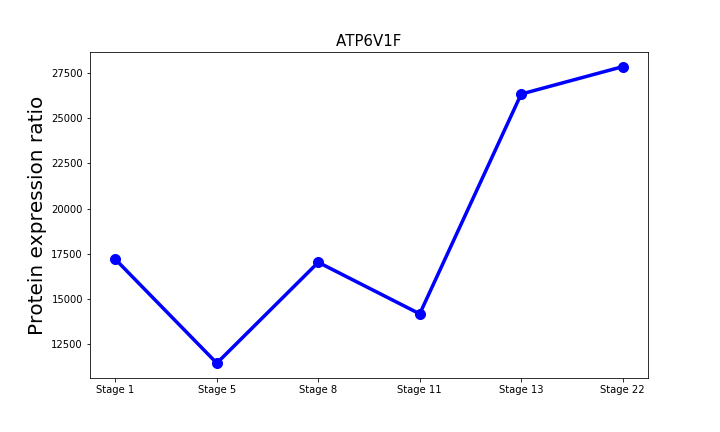 ATP6V1F
Protein expression ratio
27500
25000
22500
20000
17500
15000
12500
Stage 1 Stage 5 Stage 8 Stage 11 Stage 13 Stage 22